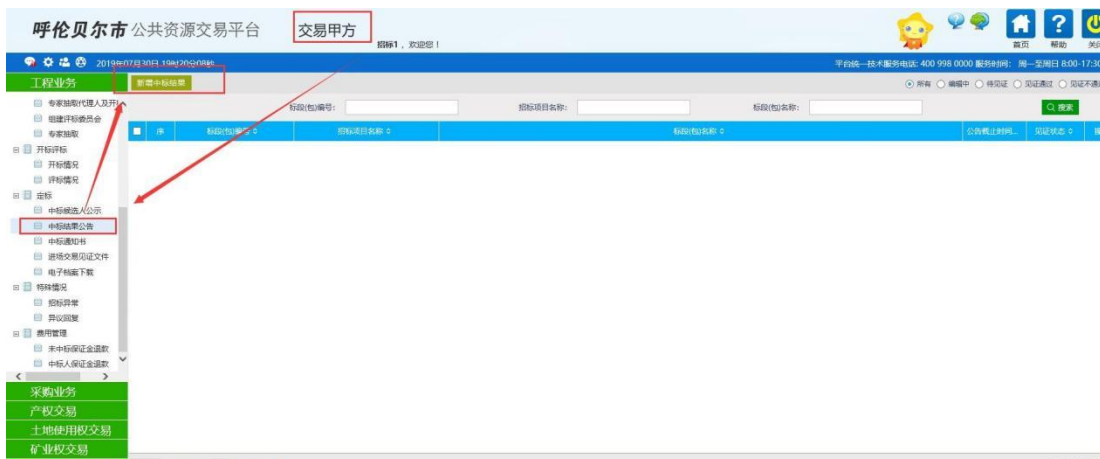 呼伦贝尔市 公共资源交易平台 交易甲方
招标1，欢迎您！
首页 帮助
2019年07月30日 19时20分08秒 平台统一技术服务电话: 400 998 0000 服务时间: 周一至周日 8:00-17:30
工程业务
新增中标结果
所有 编辑中 待见证 见证通过 见证不通过
标段(包)编号: 招标项目名称: 标段(包)名称: 搜索
序 标段(包)编号 招标项目名称 标段(包)名称 公告截止时间... 见证状态
专家抽取代理人及开
组建评标委员会
专家抽取
开标评标
开标情况
评标情况
定标
中标候选人公示
中标结果公告
中标通知书
进场交易见证文件
电子档案下载
特殊情况
招标异常
异议回复
费用管理
未中标保证金退款
中标人保证金退款
采购业务
产权交易
土地使用权交易
矿业权交易